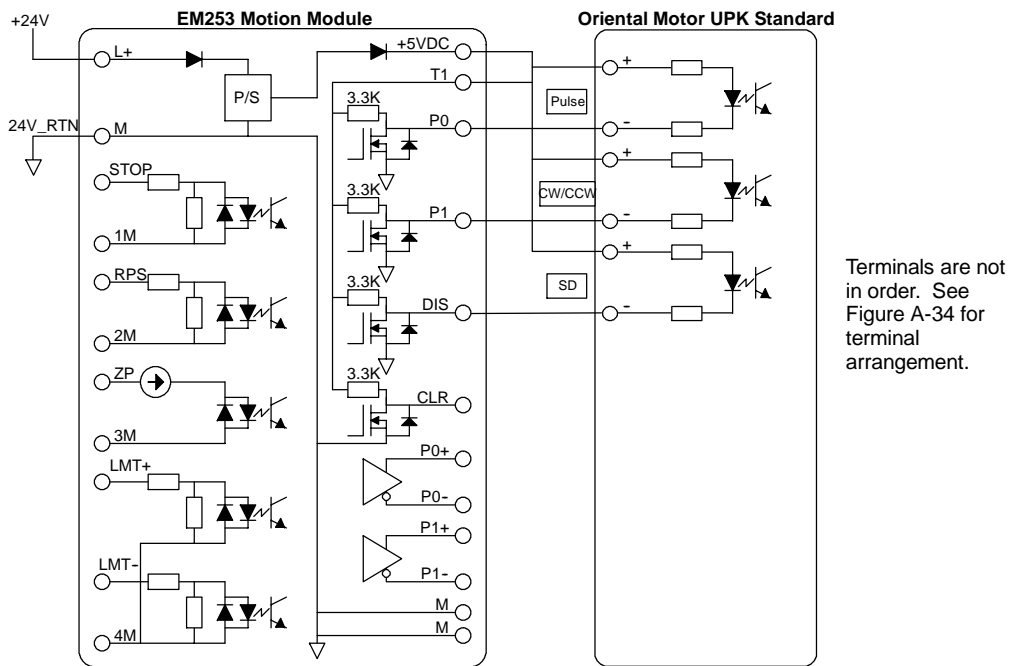 EM253 Motion Module
Oriental Motor UPK Standard
+24V
L+
+5VDC
T1
P/S
3.3K
P0
24V_RTN
M
STOP
1M
3.3K
P1
RPS
2M
3.3K
DIS
ZP
3M
3.3K
CLR
LMT+
P0+
P0-
P1+
P1-
LMT-
4M
M
M
+
Pulse
-
+
CW/CCW
-
+
SD
-
Terminals are not
in order. See
Figure A-34 for
terminal
arrangement.